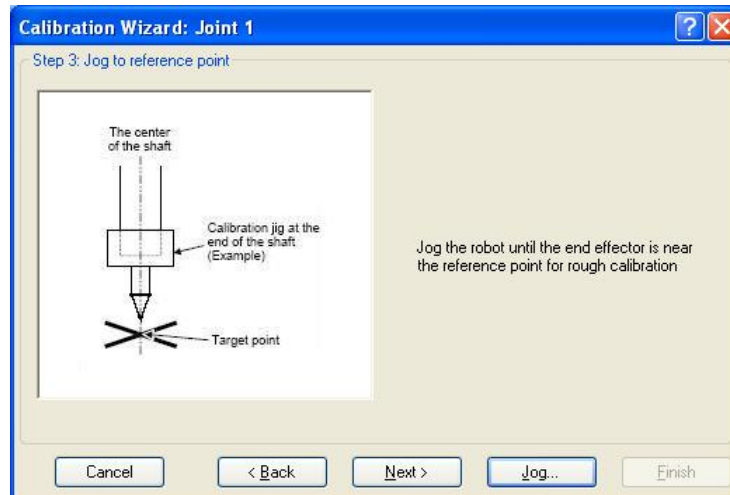 Calibration Wizard: Joint 1
Step 3: Jog to reference point
The center
of the shaft
Calibration jig at the
end of the shaft
(Example)
Target point
Jog the robot until the end effector is near
the reference point for rough calibration
Cancel
< Back
Next >
Jog...
Finish